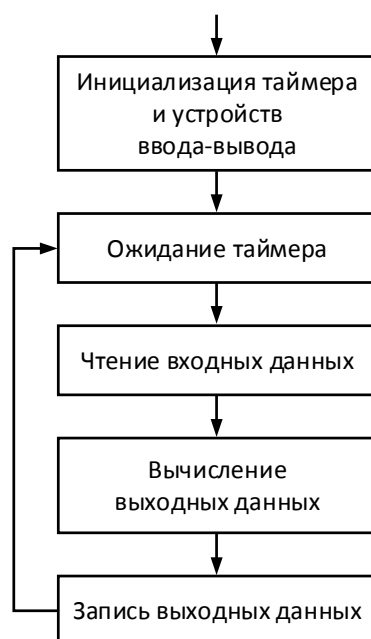 Инициализация таймера
и устройств
ввода-вывода
Ожидание таймера
Чтение входных данных
Вычисление
выходных данных
Запись выходных данных